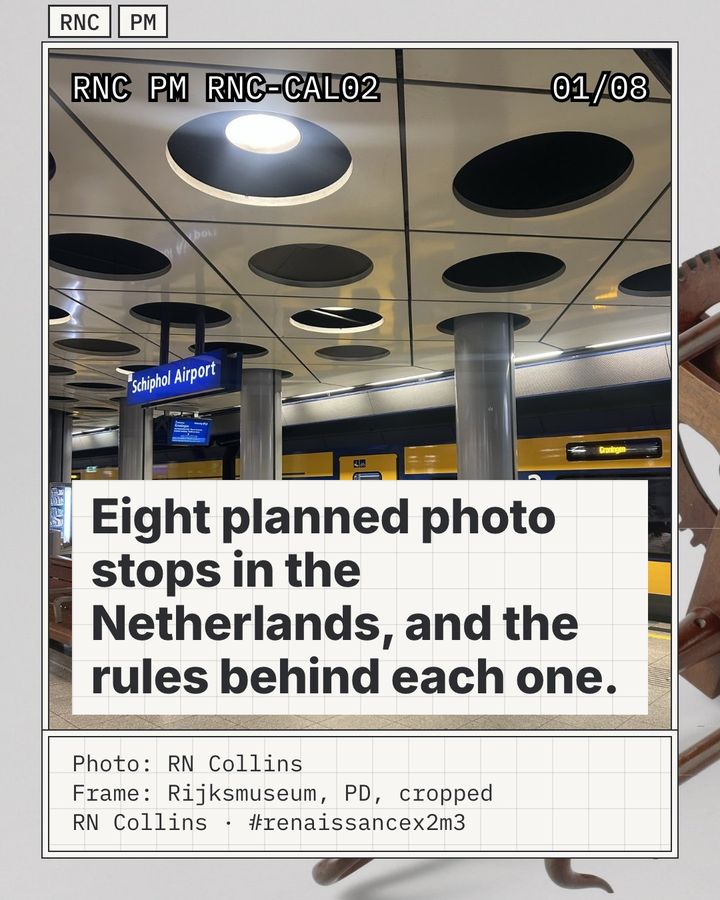 RNC PM
RNC PM RNC-CAL02 01/08
Schiphol Airport
Groningen
Eight planned photo
stops in the
Netherlands, and the
rules behind each one.
Photo: RN Collins
Frame: Rijksmuseum, PD, cropped
RN Collins · #renaissancex2m3